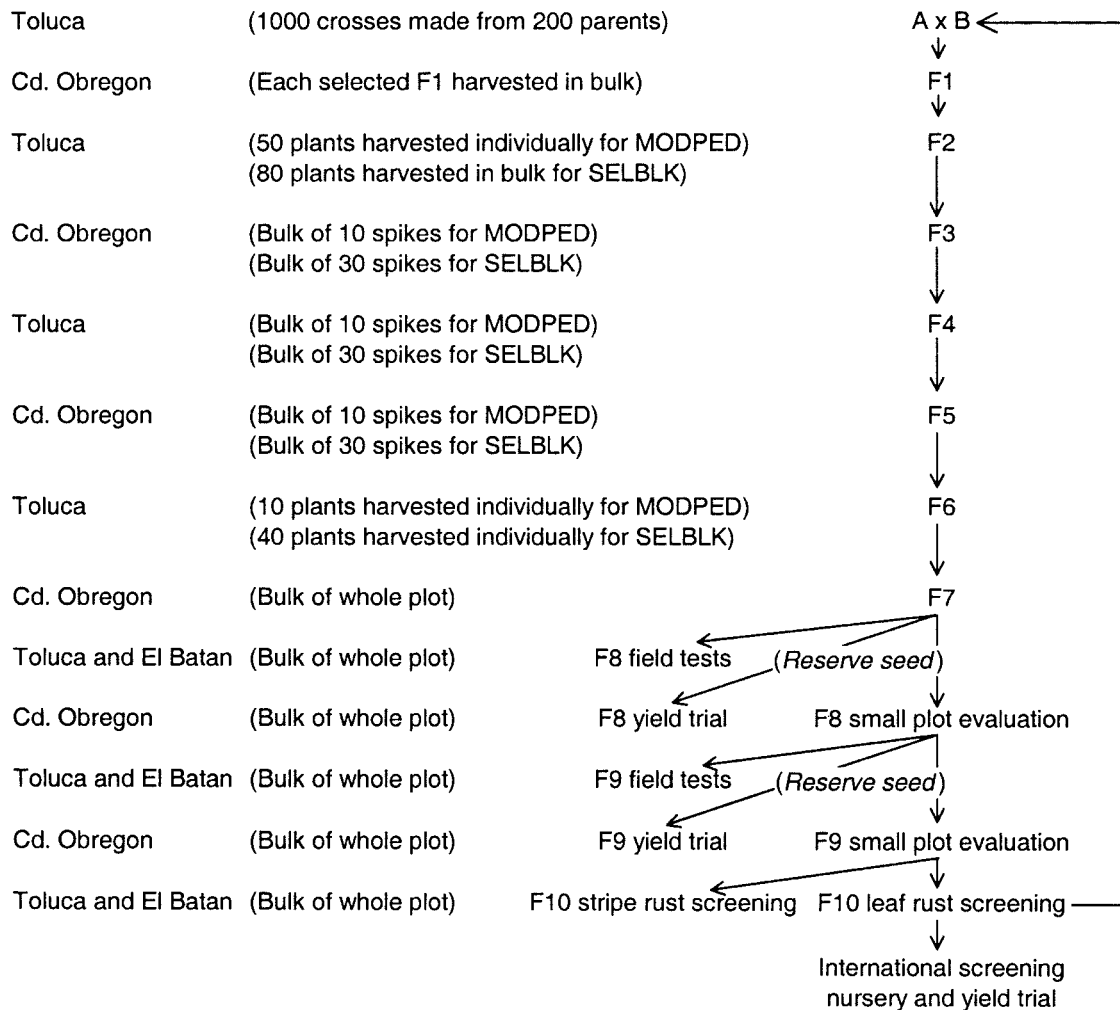 Toluca (1000 crosses made from 200 parents) A x B
Cd. Obregon (Each selected F1 harvested in bulk) F1
Toluca (50 plants harvested individually for MODPED) F2
(80 plants harvested in bulk for SELBLK)
Cd. Obregon (Bulk of 10 spikes for MODPED) F3
(Bulk of 30 spikes for SELBLK)
Toluca (Bulk of 10 spikes for MODPED) F4
(Bulk of 30 spikes for SELBLK)
Cd. Obregon (Bulk of 10 spikes for MODPED) F5
(Bulk of 30 spikes for SELBLK)
Toluca (10 plants harvested individually for MODPED) F6
(40 plants harvested individually for SELBLK)
Cd. Obregon (Bulk of whole plot) F7
Toluca and El Batan (Bulk of whole plot) F8 field tests (Reserve seed)
Cd. Obregon (Bulk of whole plot) F8 yield trial F8 small plot evaluation
Toluca and El Batan (Bulk of whole plot) F9 field tests (Reserve seed)
Cd. Obregon (Bulk of whole plot) F9 yield trial F9 small plot evaluation
Toluca and El Batan (Bulk of whole plot) F10 stripe rust screening F10 leaf rust screening
International screening
nursery and yield trial